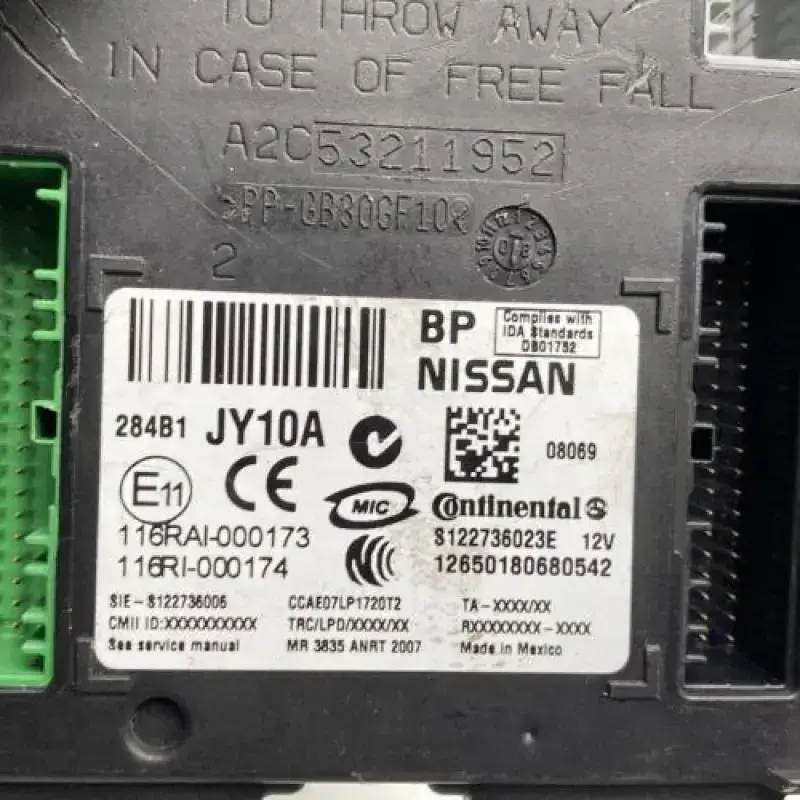 TO THROW AWAY
IN CASE OF FREE FALL
A2C53211952
>PP-GB30GF10<
2
BP
Complies with
IDA Standards
DB01752
NISSAN
284B1 JY10A
08069
E11
CE
MIC
Continental
116RAI-000173
S122736023E 12V
116RI-000174
12650180680542
SIE-S122736006 CCAE07LP1720T2 TA-XXXX/XX
CMII ID:XXXXXXXXXX TRC/LPD/XXXX/XX RXXXXXXXX-XXXX
See service manual MR 3835 ANRT 2007 Made in Mexico